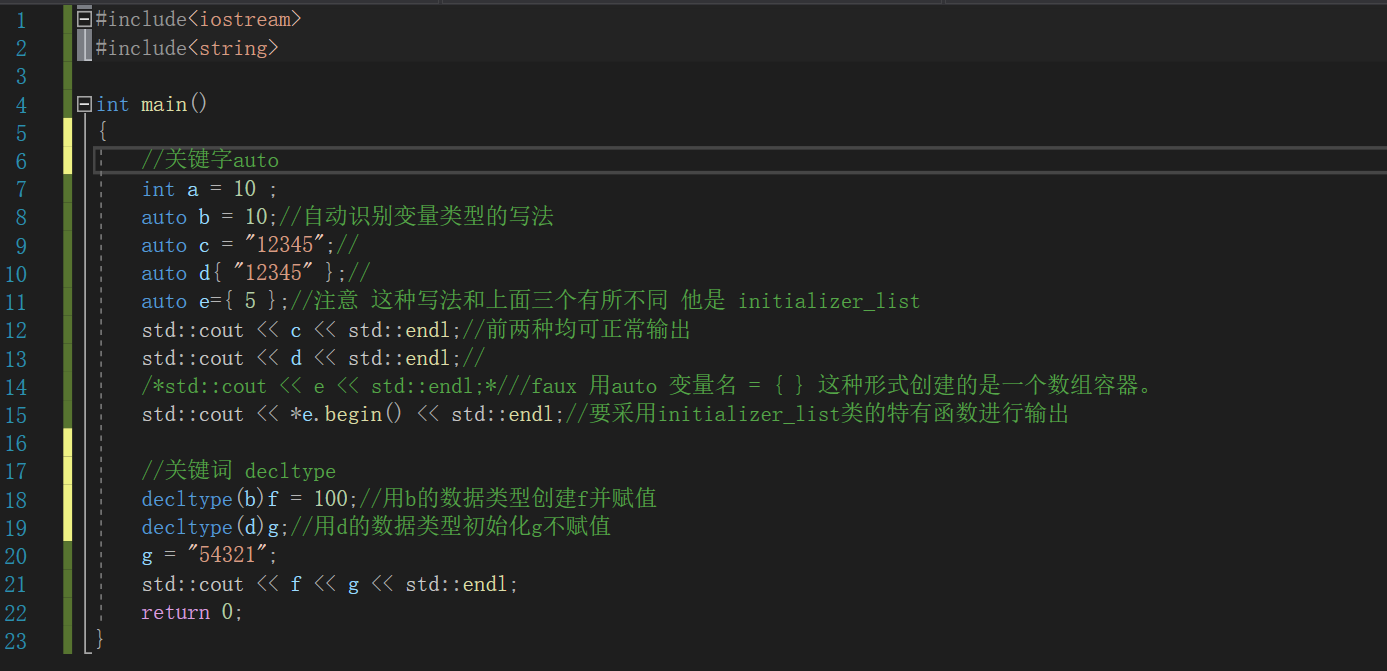 1 #include<iostream>
2 #include<string>
3
4 int main()
5 {
6 //关键字auto
7 int a = 10 ;
8 auto b = 10;//自动识别变量类型的写法
9 auto c = "12345";//
10 auto d{ "12345" };//
11 auto e={ 5 };//注意 这种写法和上面三个有所不同 他是 initializer_list
12 std::cout << c << std::endl;//前两种均可正常输出
13 std::cout << d << std::endl;//
14 /*std::cout << e << std::endl;*///faux 用auto 变量名 = { } 这种形式创建的是一个数组容器。
15 std::cout << *e.begin() << std::endl;//要采用initializer_list类的特有函数进行输出
16
17 //关键词 decltype
18 decltype(b)f = 100;//用b的数据类型创建f并赋值
19 decltype(d)g;//用d的数据类型初始化g不赋值
20 g = "54321";
21 std::cout << f << g << std::endl;
22 return 0;
23 }